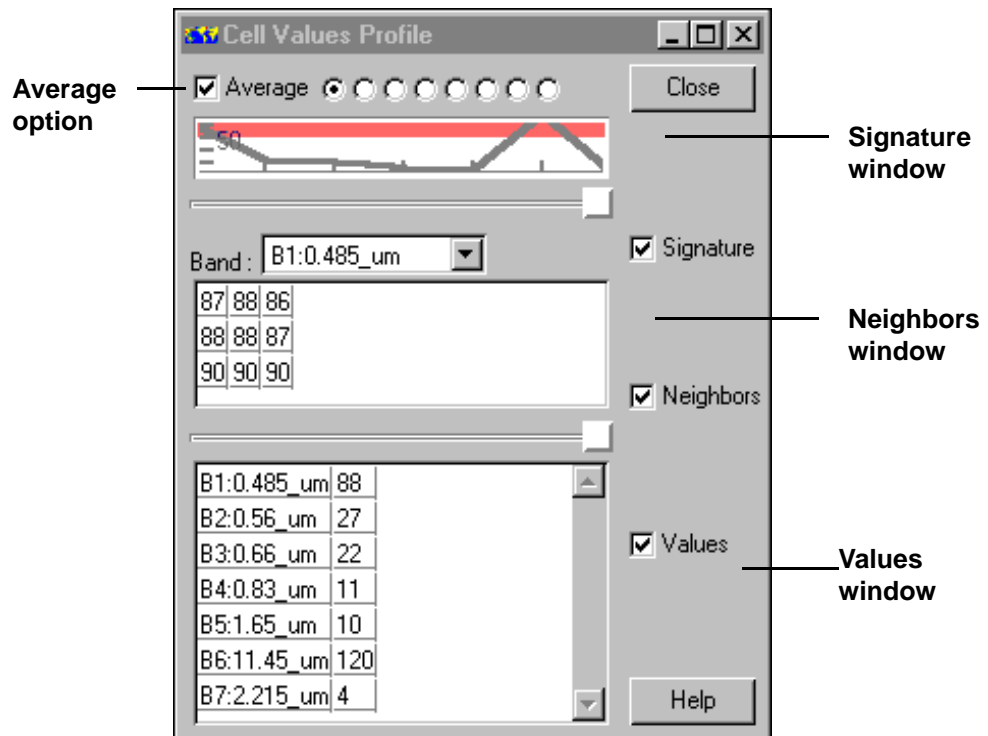 Cell Values Profile
Average
option
Average
Close
50
Signature
window
Band :
B1:0.485_um
Signature
87 88 86
88 88 87
90 90 90
Neighbors
window
Neighbors
B1:0.485_um 88
B2:0.56_um 27
B3:0.66_um 22
B4:0.83_um 11
B5:1.65_um 10
B6:11.45_um 120
B7:2.215_um 4
Values
Values
window
Help